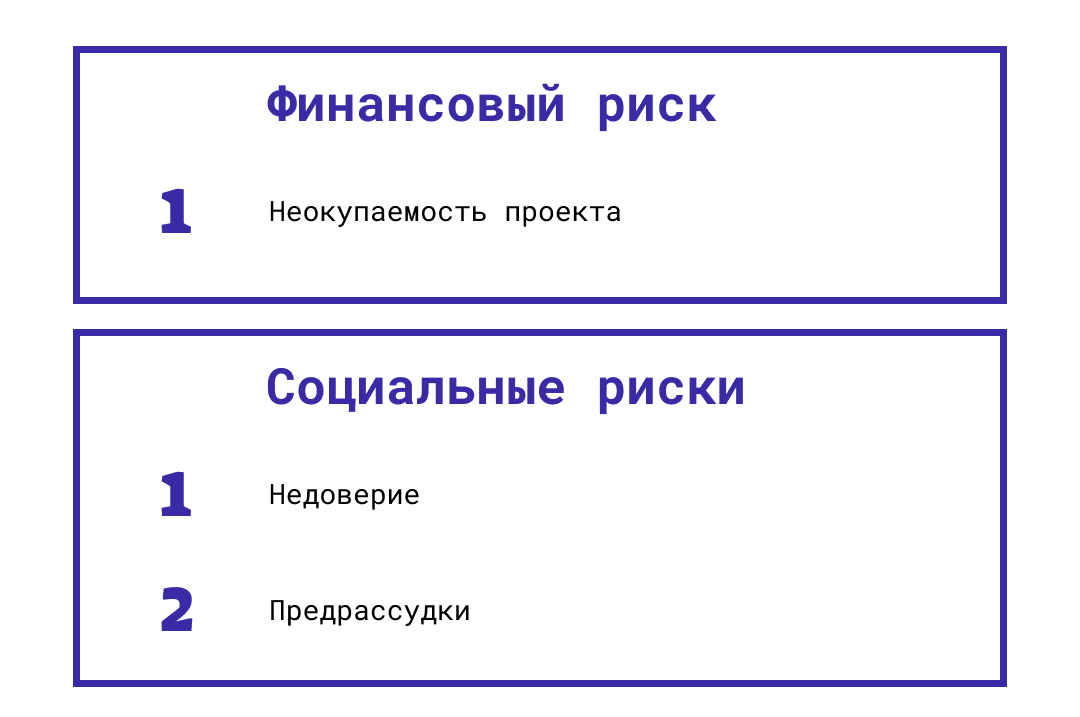 Финансовый риск
1 Неокупаемость проекта
Социальные риски
1 Недоверие
2 Предрассудки